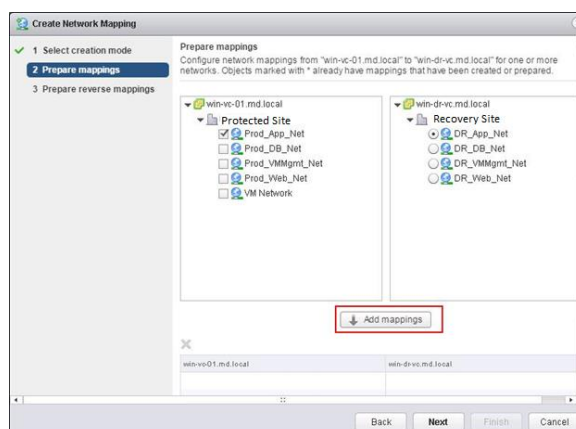 Create Network Mapping
1 Select creation mode
2 Prepare mappings
3 Prepare reverse mappings
Prepare mappings
Configure network mappings from "win-vc-01.md.local" to "win-dr-vc.md.local" for one or more
networks. Objects marked with * already have mappings that have been created or prepared.
win-vc-01.md.local
Protected Site
Prod_App_Net
Prod_DB_Net
Prod_VMMgmt_Net
Prod_Web_Net
VM Network
win-dr-vc.md.local
Recovery Site
DR_App_Net
DR_DB_Net
DR_VMMgmt_Net
DR_Web_Net
Add mappings
win-vc-01.md.local
win-dr-vc.md.local
Back
Next
Finish
Cancel